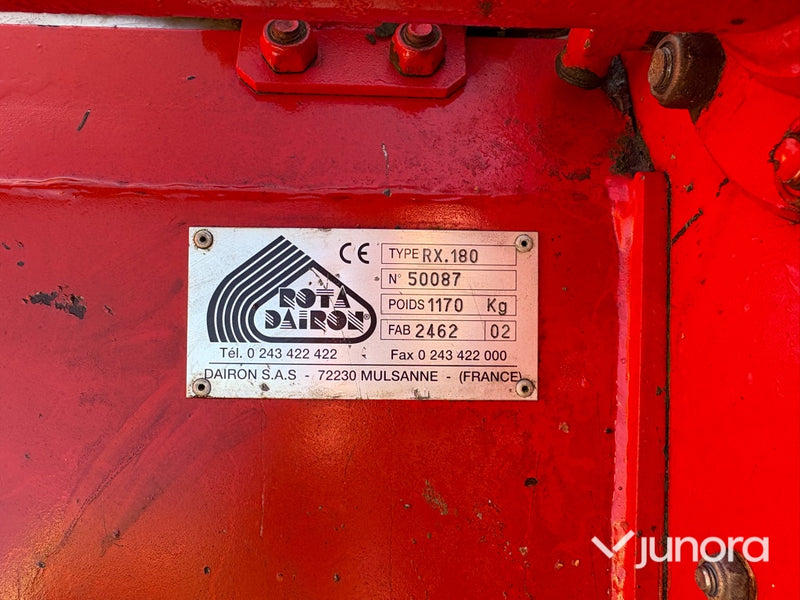 ROTA
DAIRON®
CE
TYPE RX.180
N° 50087
POIDS 1170 Kg
FAB 2462 02
Tél. 0 243 422 422 Fax 0 243 422 000
DAIRON S.A.S - 72230 MULSANNE - (FRANCE)
junora